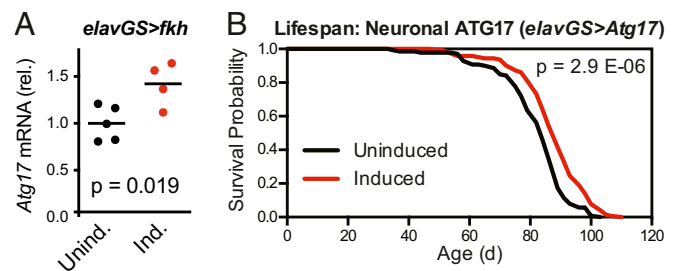 A
elavGS>fkh
Atg17 mRNA (rel.)
1.5
1.0
0.5
0.0
p = 0.019
Unind.
Ind.
B
Lifespan: Neuronal ATG17 (elavGS>Atg17)
Survival Probability
1.0
0.8
0.6
0.4
0.2
0.0
p = 2.9 E-06
Uninduced
Induced
0 20 40 60 80 100 120
Age (d)